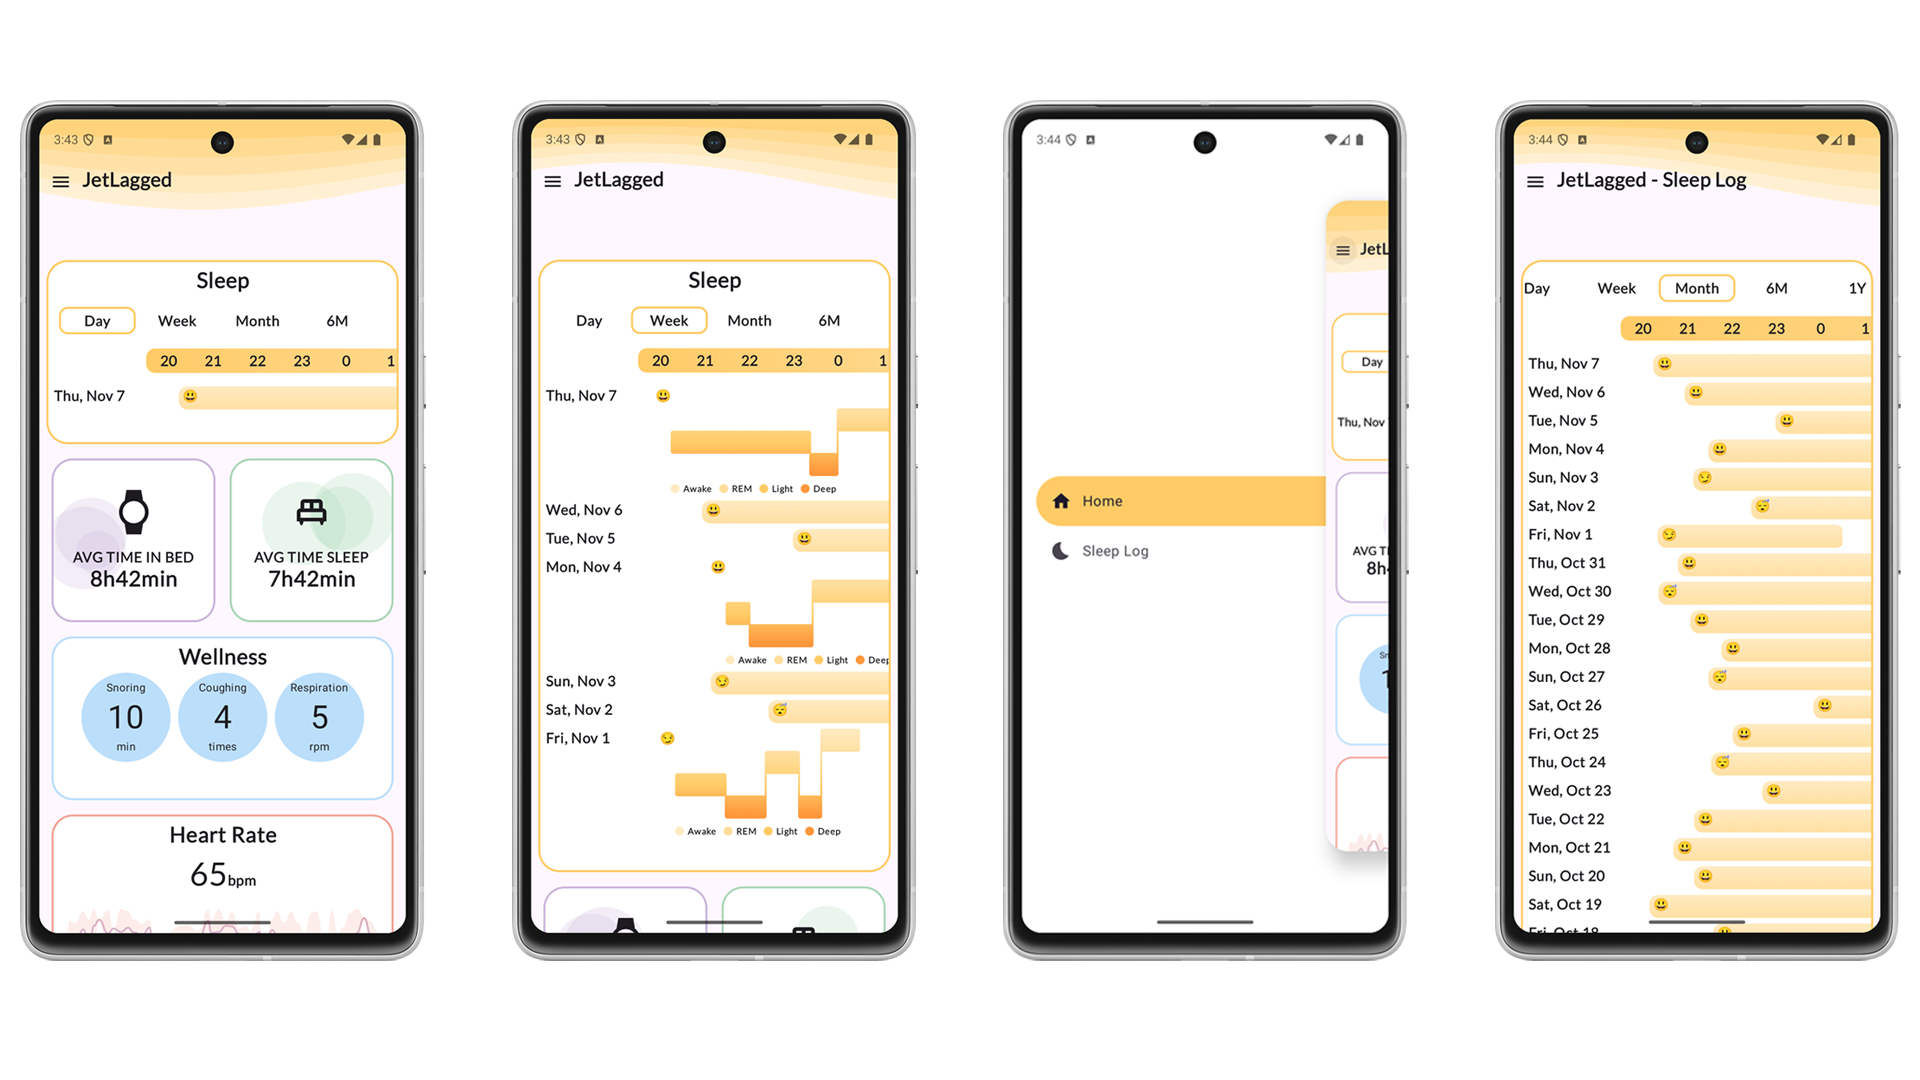 3:43
JetLagged
Sleep
Day Week Month 6M
20 21 22 23 0 1
Thu, Nov 7
AVG TIME IN BED
8h42min
AVG TIME SLEEP
7h42min
Wellness
Snoring
10
min
Coughing
4
times
Respiration
5
rpm
Heart Rate
65bpm
3:43
JetLagged
Sleep
Day Week Month 6M
20 21 22 23 0 1
Thu, Nov 7
Awake REM Light Deep
Wed, Nov 6
Tue, Nov 5
Mon, Nov 4
Awake REM Light Deep
Sun, Nov 3
Sat, Nov 2
Fri, Nov 1
Awake REM Light Deep
3:44
Home
Sleep Log
JetL
Day
Thu, Nov
AVG TI
8h
Sn
1
3:44
JetLagged - Sleep Log
Day Week Month 6M 1Y
20 21 22 23 0 1
Thu, Nov 7
Wed, Nov 6
Tue, Nov 5
Mon, Nov 4
Sun, Nov 3
Sat, Nov 2
Fri, Nov 1
Thu, Oct 31
Wed, Oct 30
Tue, Oct 29
Mon, Oct 28
Sun, Oct 27
Sat, Oct 26
Fri, Oct 25
Thu, Oct 24
Wed, Oct 23
Tue, Oct 22
Mon, Oct 21
Sun, Oct 20
Sat, Oct 19
Fri, Oct 18